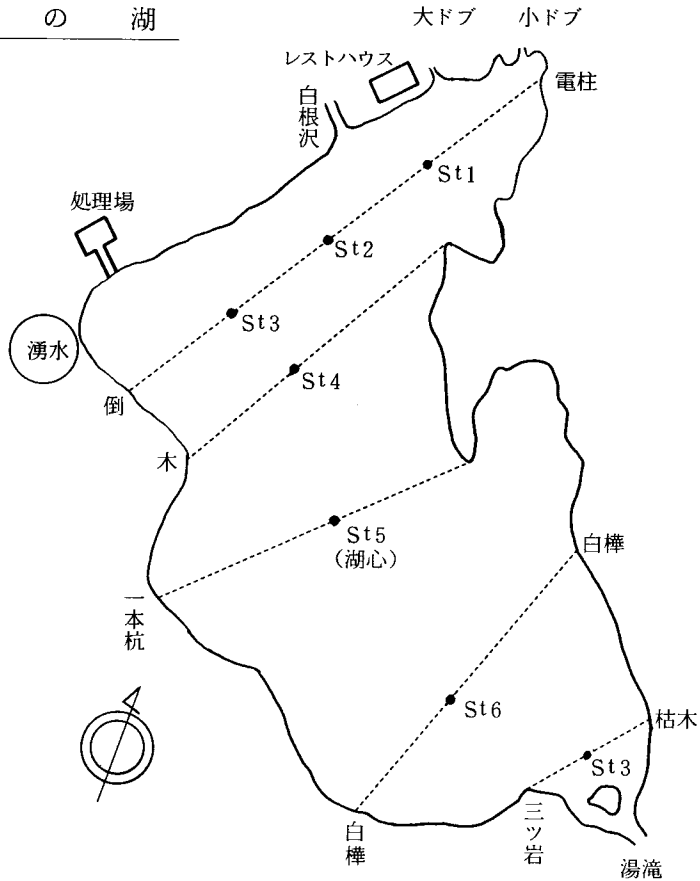 の湖
大ドブ
小ドブ
レストハウス
電柱
白根沢
St1
処理場
St2
St3
湧水
St4
倒
木
St5
(湖心)
白樺
一本杭
St6
枯木
St3
三ツ岩
白樺
湯滝